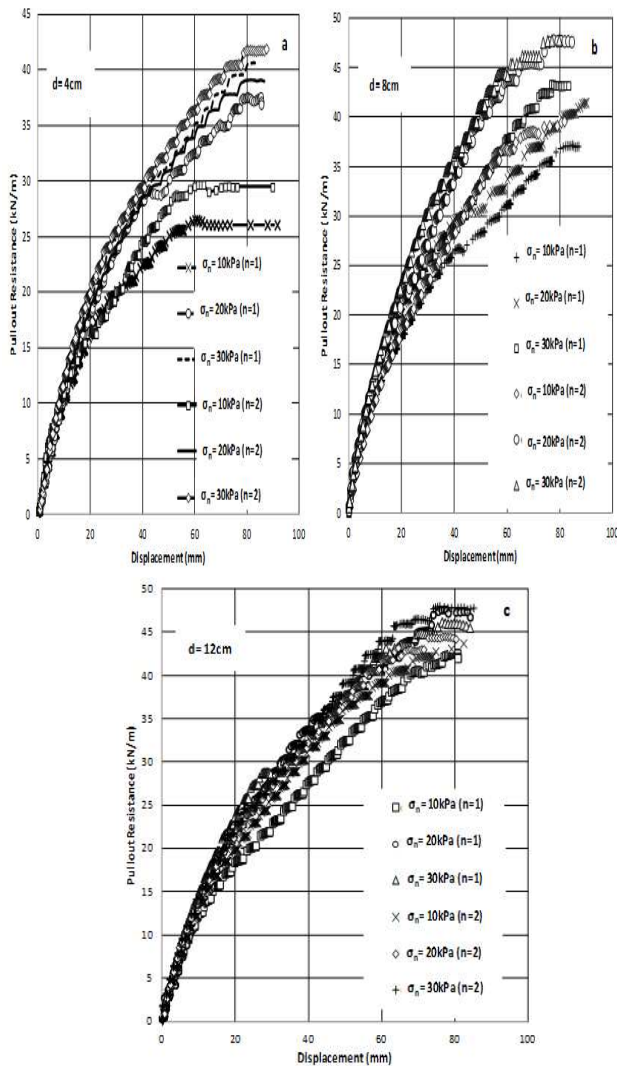 a
d= 4cm
Pullout Resistance (kN/m)
45
40
35
30
25
20
15
10
5
0
σn= 10kPa (n=1)
σn= 20kPa (n=1)
σn= 30kPa (n=1)
σn= 10kPa (n=2)
σn= 20kPa (n=2)
σn= 30kPa (n=2)
0 20 40 60 80 100
Displacement (mm)
b
d= 8cm
Pullout Resistance (kN/m)
50
45
40
35
30
25
20
15
10
5
0
σn= 10kPa (n=1)
σn= 20kPa (n=1)
σn= 30kPa (n=1)
σn= 10kPa (n=2)
σn= 20kPa (n=2)
σn= 30kPa (n=2)
0 20 40 60 80 100
Displacement (mm)
c
d= 12cm
Pullout Resistance (kN/m)
50
45
40
35
30
25
20
15
10
5
0
σn= 10kPa (n=1)
σn= 20kPa (n=1)
σn= 30kPa (n=1)
σn= 10kPa (n=2)
σn= 20kPa (n=2)
σn= 30kPa (n=2)
0 20 40 60 80 100
Displacement (mm)